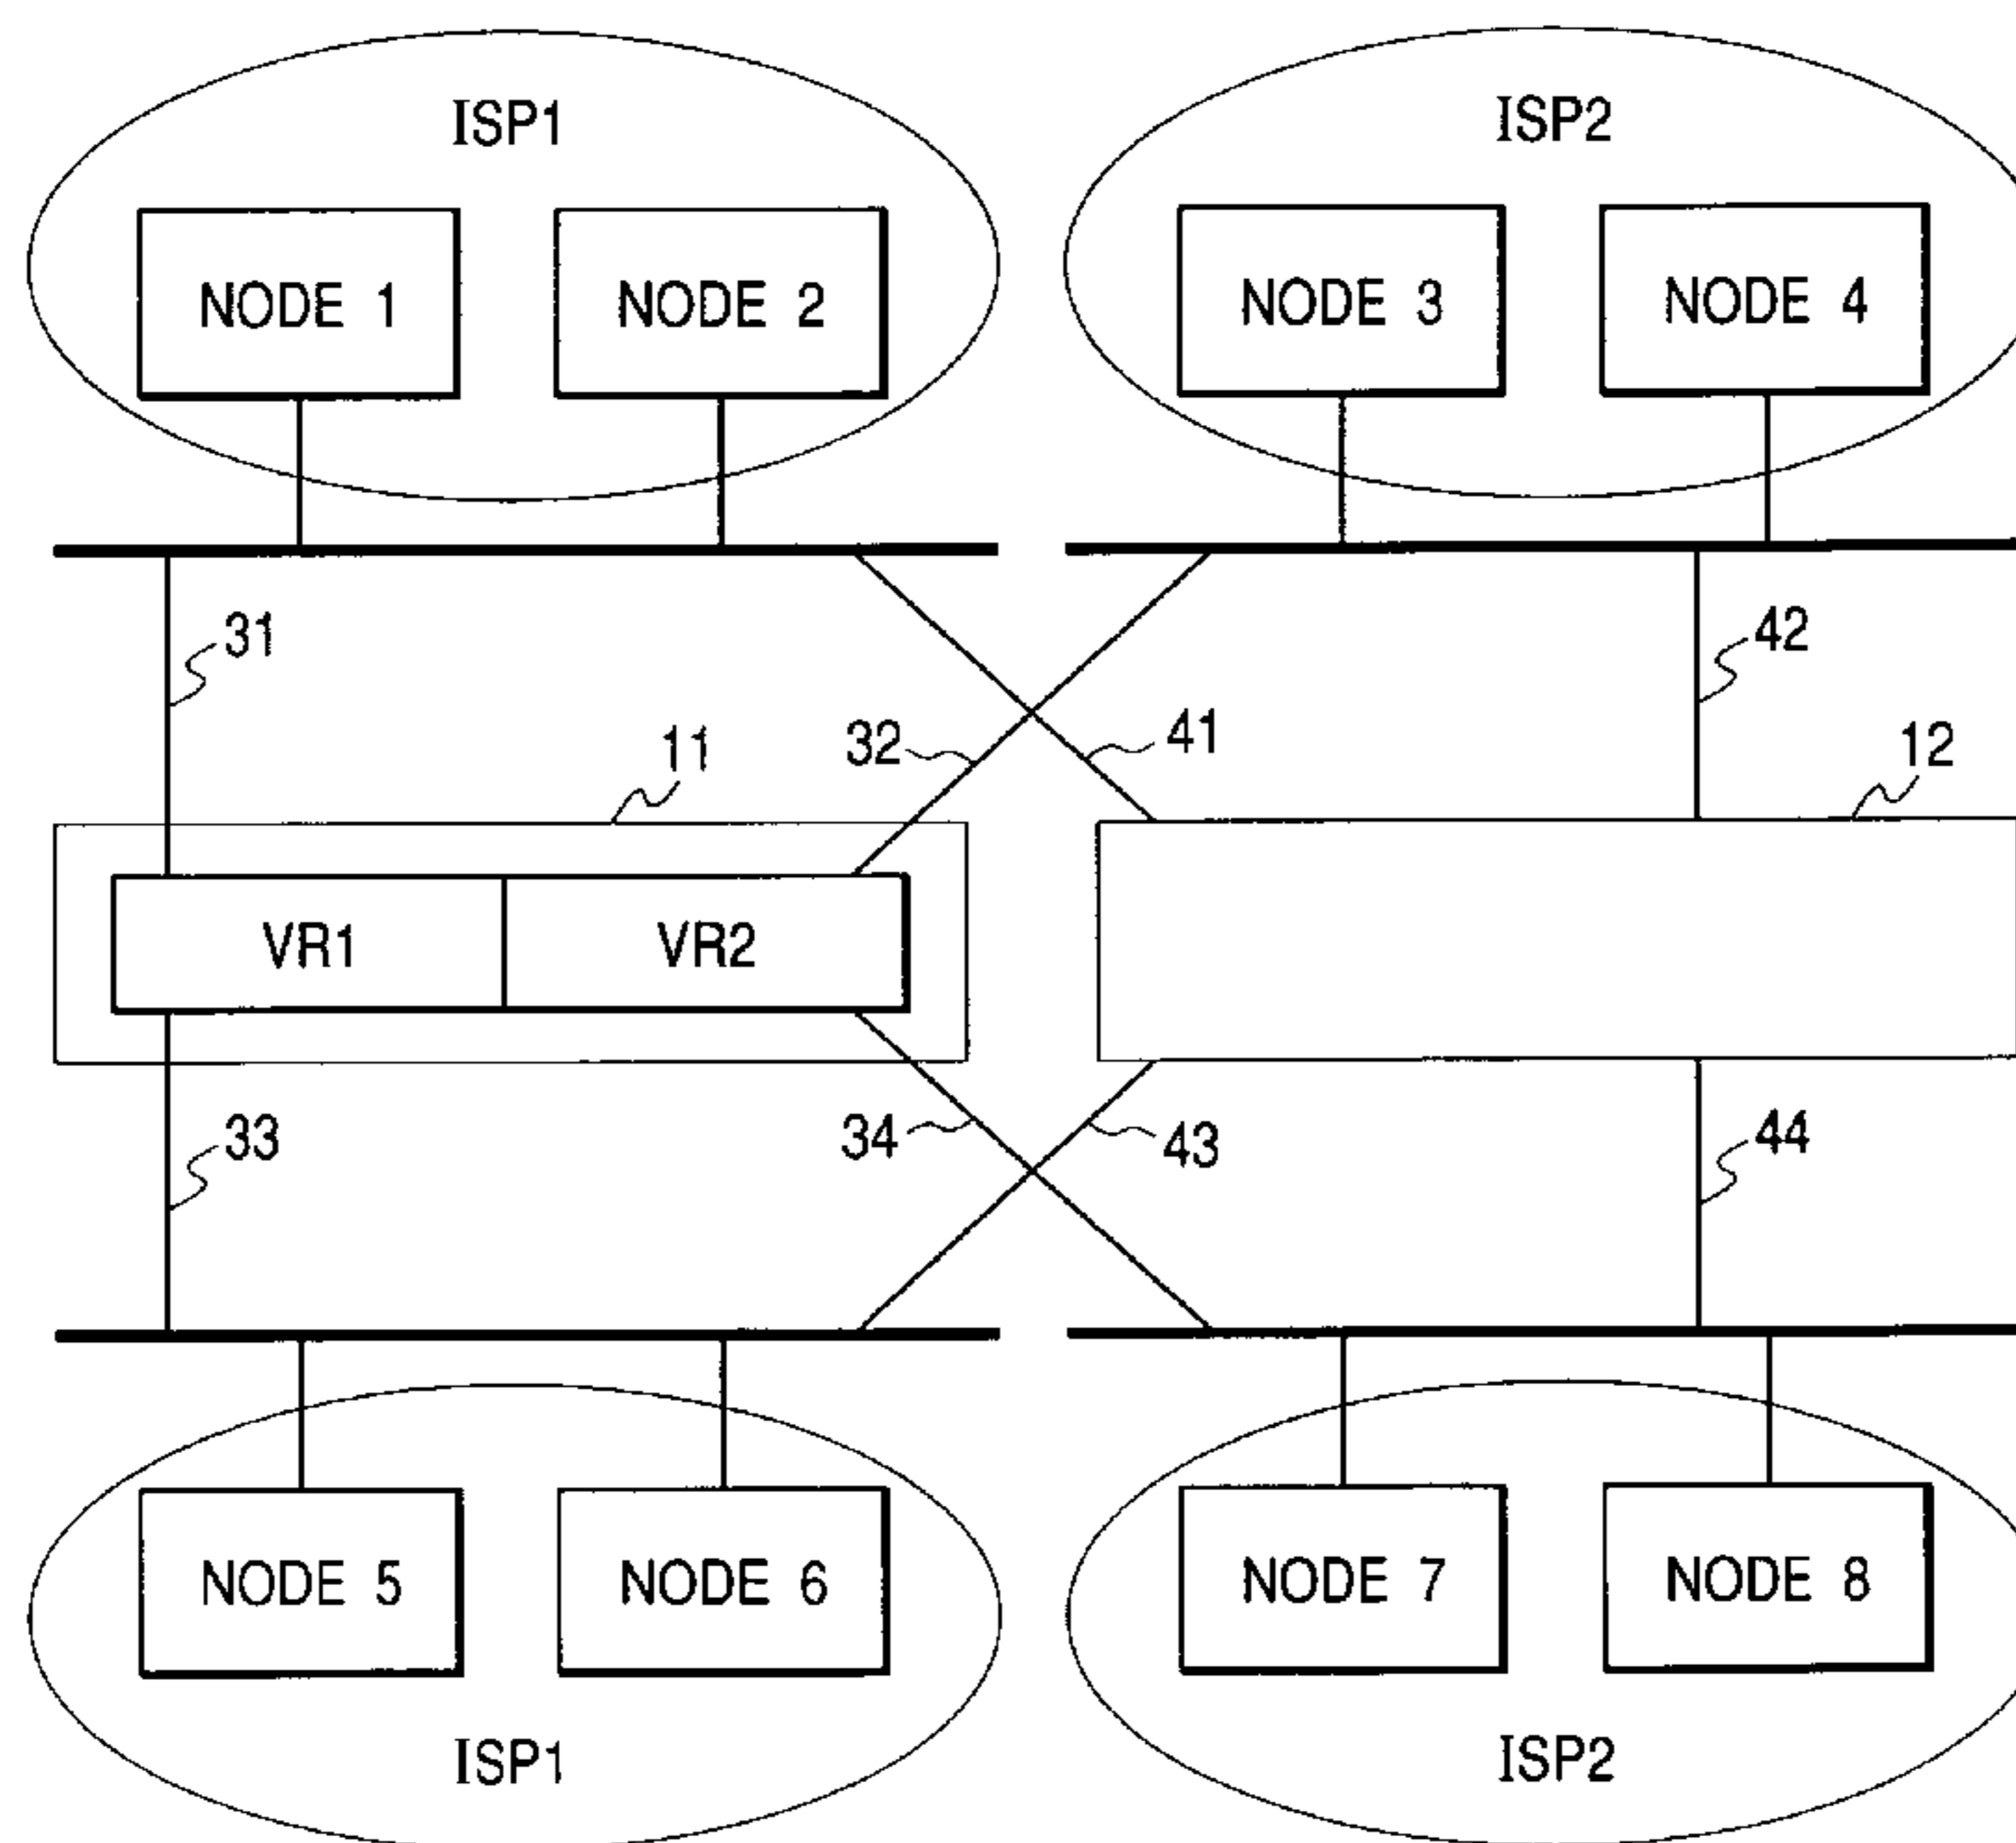 ISP1
ISP2
NODE 1
NODE 2
NODE 3
NODE 4
31
42
32
41
11
12
VR1
VR2
33
34
43
44
NODE 5
NODE 6
NODE 7
NODE 8
ISP1
ISP2